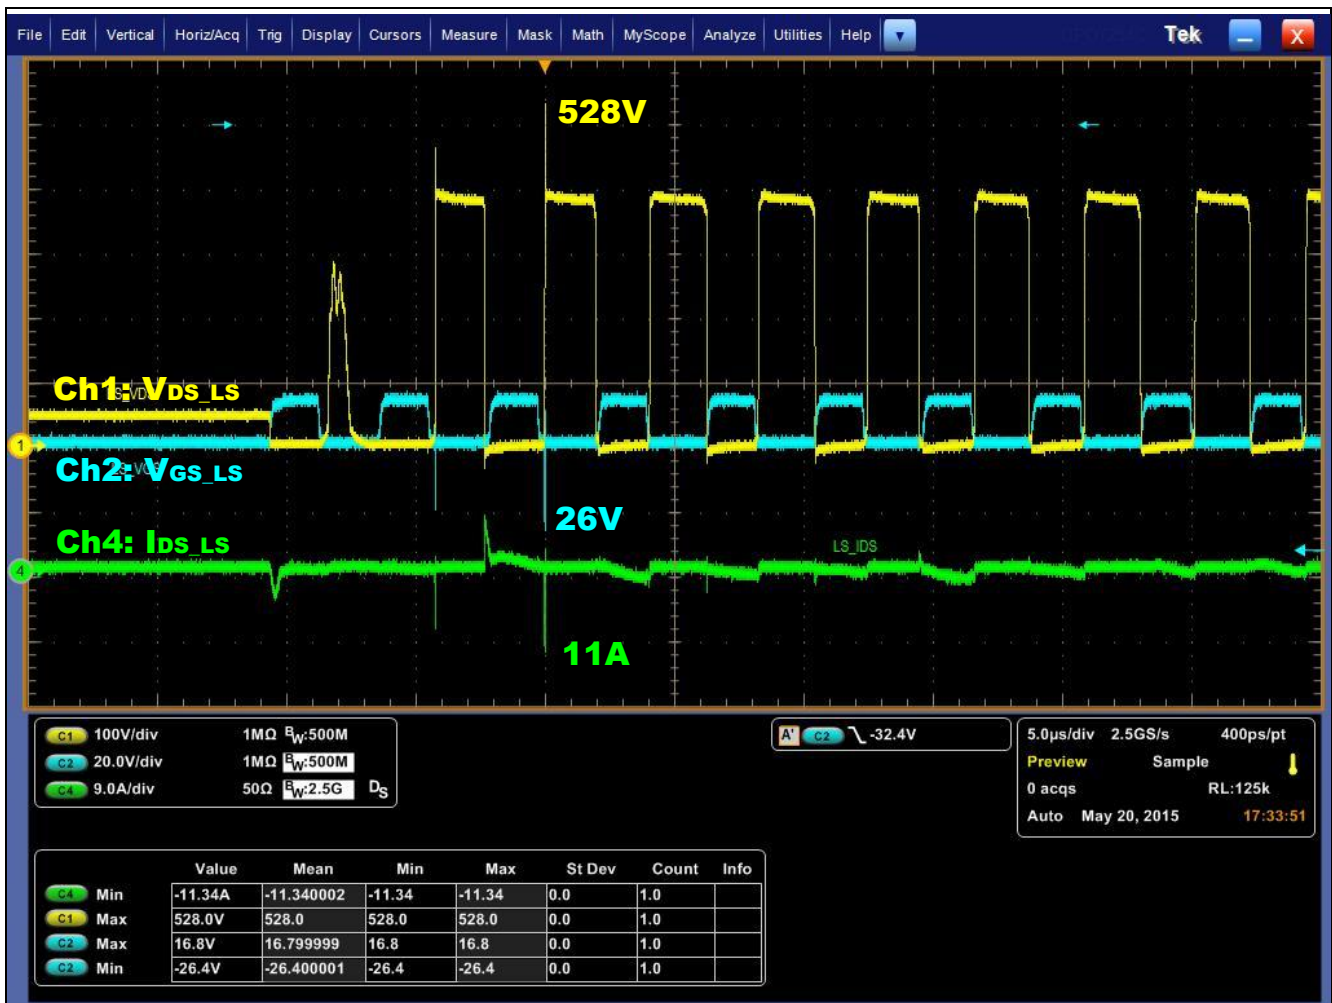 File Edit Vertical Horiz/Acq Trig Display Cursors Measure Mask Math MyScope Analyze Utilities Help Tek X
528V
Ch1: VDS_LS
1
Ch2: VGS_LS
26V
Ch4: IDS_LS
LS_IDS
4
11A
C1 100V/div 1MΩ BW:500M
C2 20.0V/div 1MΩ BW:500M
C4 9.0A/div 50Ω BW:2.5G DS
A' C2 -32.4V
5.0µs/div 2.5GS/s 400ps/pt
Preview Sample
0 acqs RL:125k
Auto May 20, 2015 17:33:51
Value Mean Min Max St Dev Count Info
C4 Min -11.34A -11.340002 -11.34 -11.34 0.0 1.0
C1 Max 528.0V 528.0 528.0 528.0 0.0 1.0
C2 Max 16.8V 16.799999 16.8 16.8 0.0 1.0
C2 Min -26.4V -26.400001 -26.4 -26.4 0.0 1.0